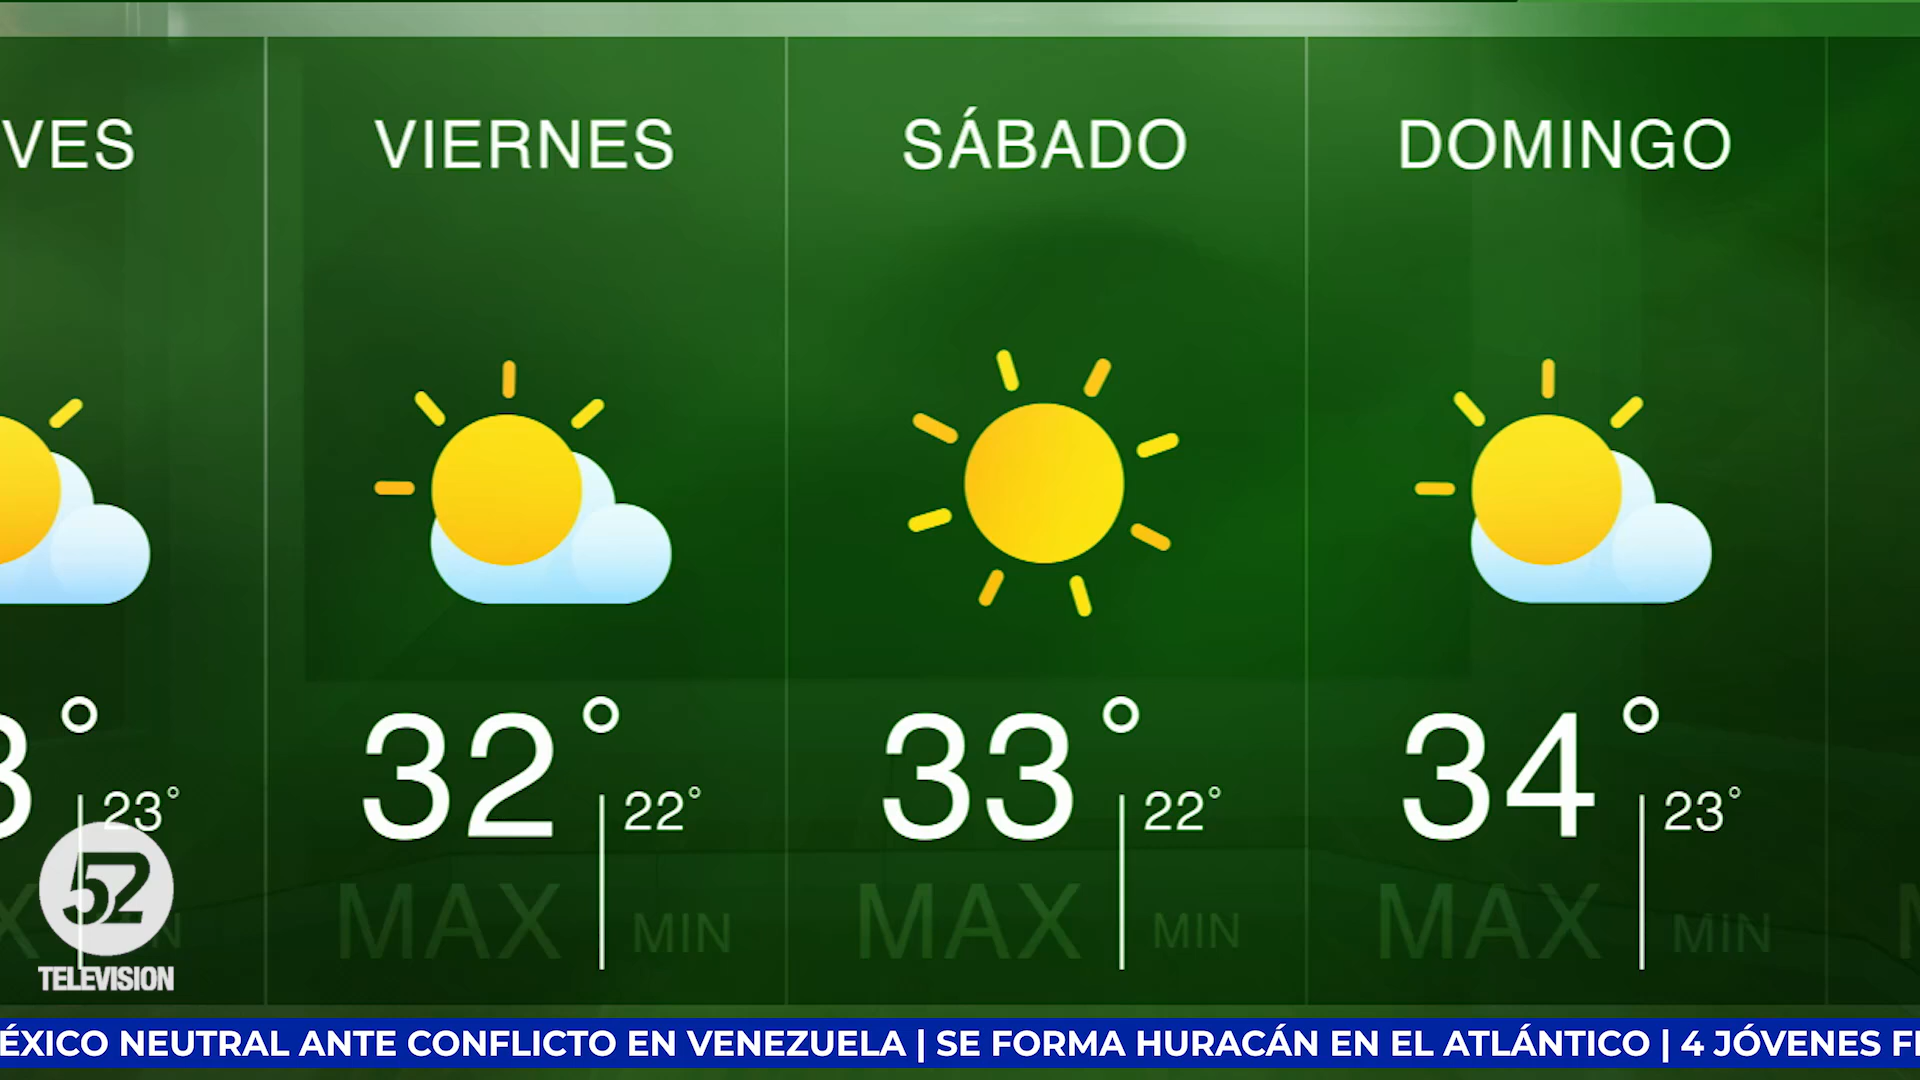 VES
VIERNES
SÁBADO
DOMINGO
3° 23°
32° 22°
33° 22°
34° 23°
MAX MIN
MAX MIN
MAX MIN
52
TELEVISION
ÉXICO NEUTRAL ANTE CONFLICTO EN VENEZUELA | SE FORMA HURACÁN EN EL ATLÁNTICO | 4 JÓVENES